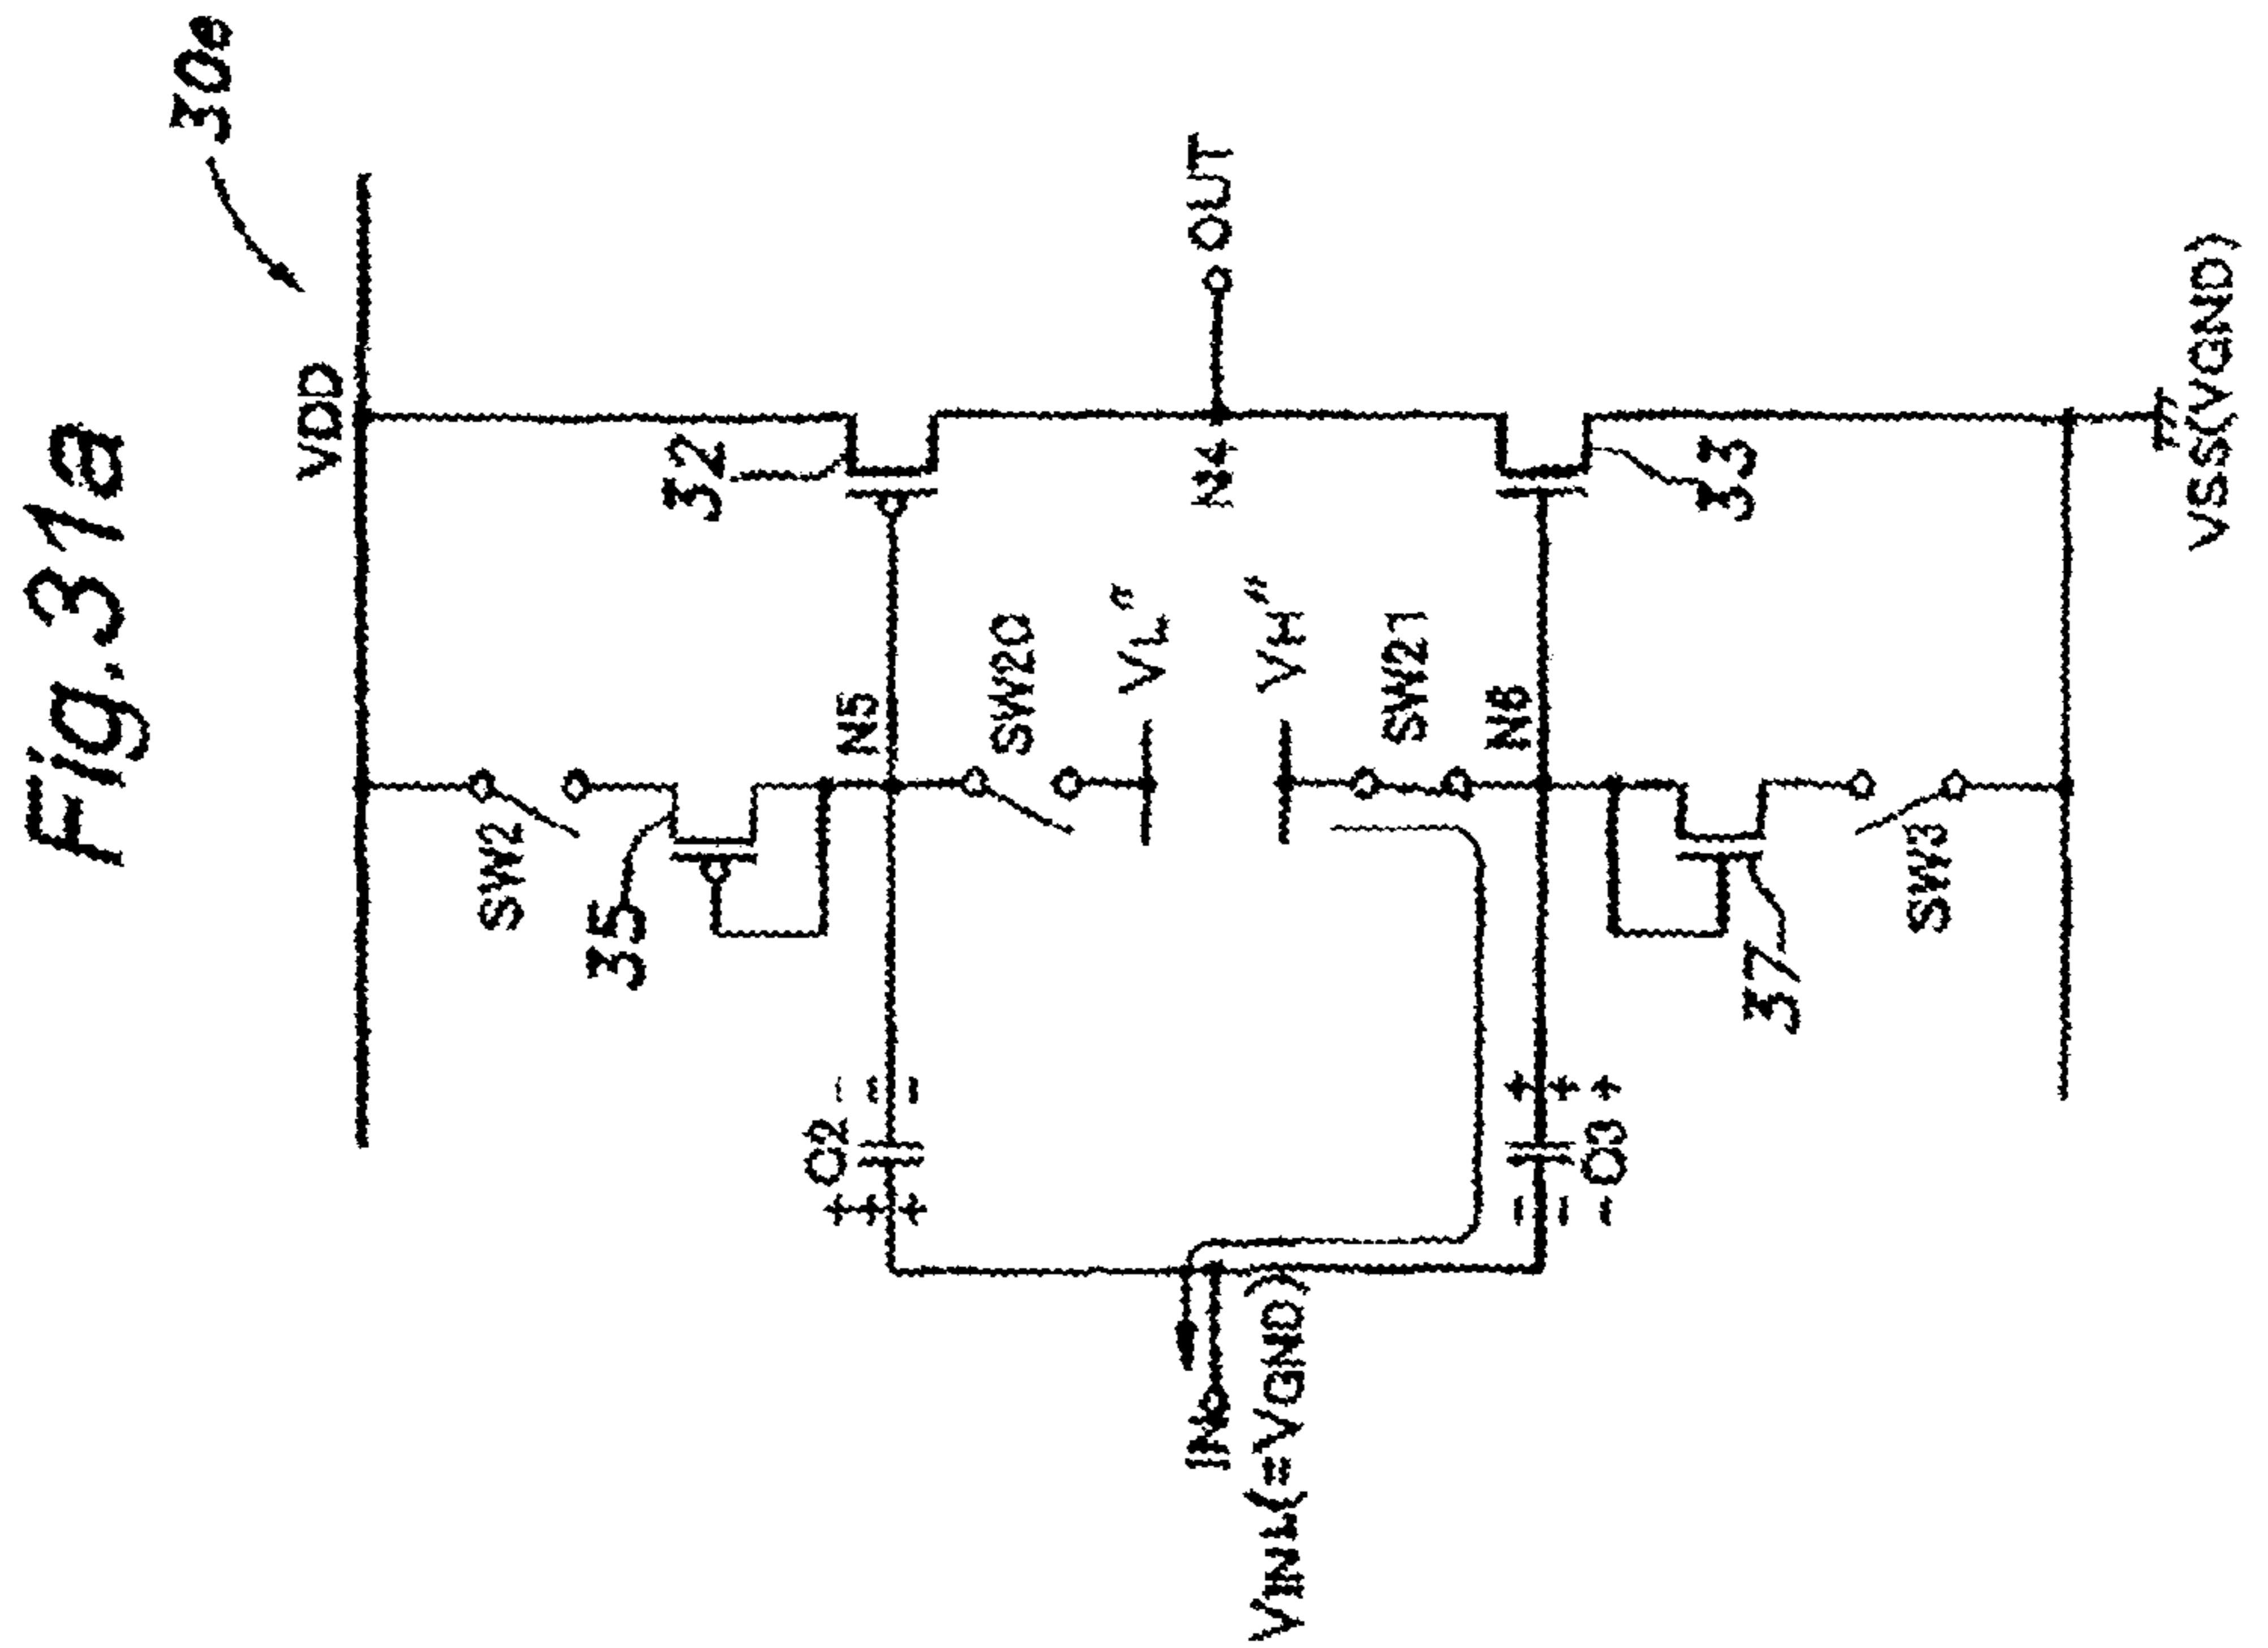 Fig.31a
30e
VDD
SW2
35
32
C2
N5
SW20
VL"
IN
N4
OUT
VINL(=VGND)
VH"
SW21
N8
C3
37
33
SW3
VSS(VGND)